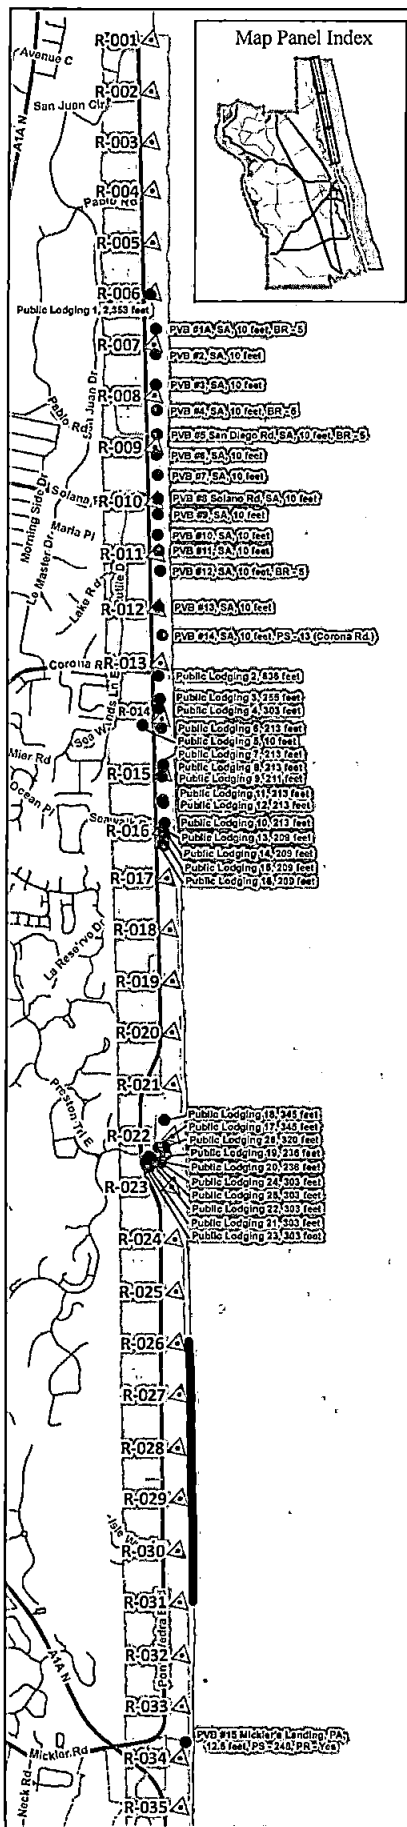 Map Panel Index
R-001
Avenue C
R-002
San Juan Cir
A1A N
R-003
R-004
Pablo Rd
R-005
R-006
Public Lodging 1, 2,353 feet
PVB #1A, SA, 10 feet, BR - 5
R-007
PVB #2, SA, 10 feet
San Juan Dr
PVB #3, SA, 10 feet
R-008
Pablo Rd
PVB #4, SA, 10 feet, BR - 5
PVB #5 San Diego Rd, SA, 10 feet, BR - 5
R-009
PVB #6, SA, 10 feet
PVB #7, SA, 10 feet
Solano
R-010
PVB #8 Solano Rd, SA, 10 feet
PVB #9, SA, 10 feet
Morning Side Dr
Maria Pl
PVB #10, SA, 10 feet
R-011
PVB #11, SA, 10 feet
Le Master Dr
PVB #12, SA, 10 feet, BR - 5
Lake Rd
R-012
PVB #13, SA, 10 feet
PVB #14, SA, 10 feet, PS - 13 (Corona Rd.)
Corona R
R-013
Public Lodging 2, 836 feet
Public Lodging 3, 255 feet
R-014
Public Lodging 4, 303 feet
Public Lodging 6, 213 feet
Public Lodging 5, 10 feet
Mier Rd
Public Lodging 7, 213 feet
Public Lodging 8, 213 feet
R-015
Public Lodging 9, 211 feet
Ocean Pl
Public Lodging 11, 213 feet
Public Lodging 12, 213 feet
Public Lodging 10, 213 feet
R-016
Public Lodging 13, 209 feet
Public Lodging 14, 209 feet
Public Lodging 15, 209 feet
R-017
Public Lodging 16, 209 feet
R-018
La Reserve Dr
R-019
R-020
R-021
Preston Trl E
Public Lodging 18, 345 feet
Public Lodging 17, 345 feet
R-022
Public Lodging 26, 320 feet
Public Lodging 19, 236 feet
Public Lodging 20, 236 feet
Public Lodging 24, 303 feet
R-023
Public Lodging 25, 303 feet
Public Lodging 22, 303 feet
Public Lodging 21, 303 feet
Public Lodging 23, 303 feet
R-024
R-025
R-026
R-027
R-028
R-029
R-030
R-031
A1A N
R-032
R-033
PVB #15 Mickler's Landing, PA,
12.8 feet, PS - 248, PR - Yes
Mickler Rd
R-034
Neck Rd
R-035